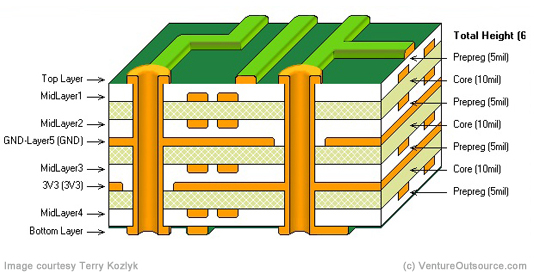 Total Height (6
Prepreg (5mil)
Top Layer
Core (10mil)
MidLayer1
Prepreg (5mil)
MidLayer2
Core (10mil)
GND-Layer5 (GND)
Prepreg (5mil)
MidLayer3
Core (10mil)
3V3 (3V3)
Prepreg (5mil)
MidLayer4
Bottom Layer
Image courtesy Terry Kozlyk
(c) VentureOutsource.com